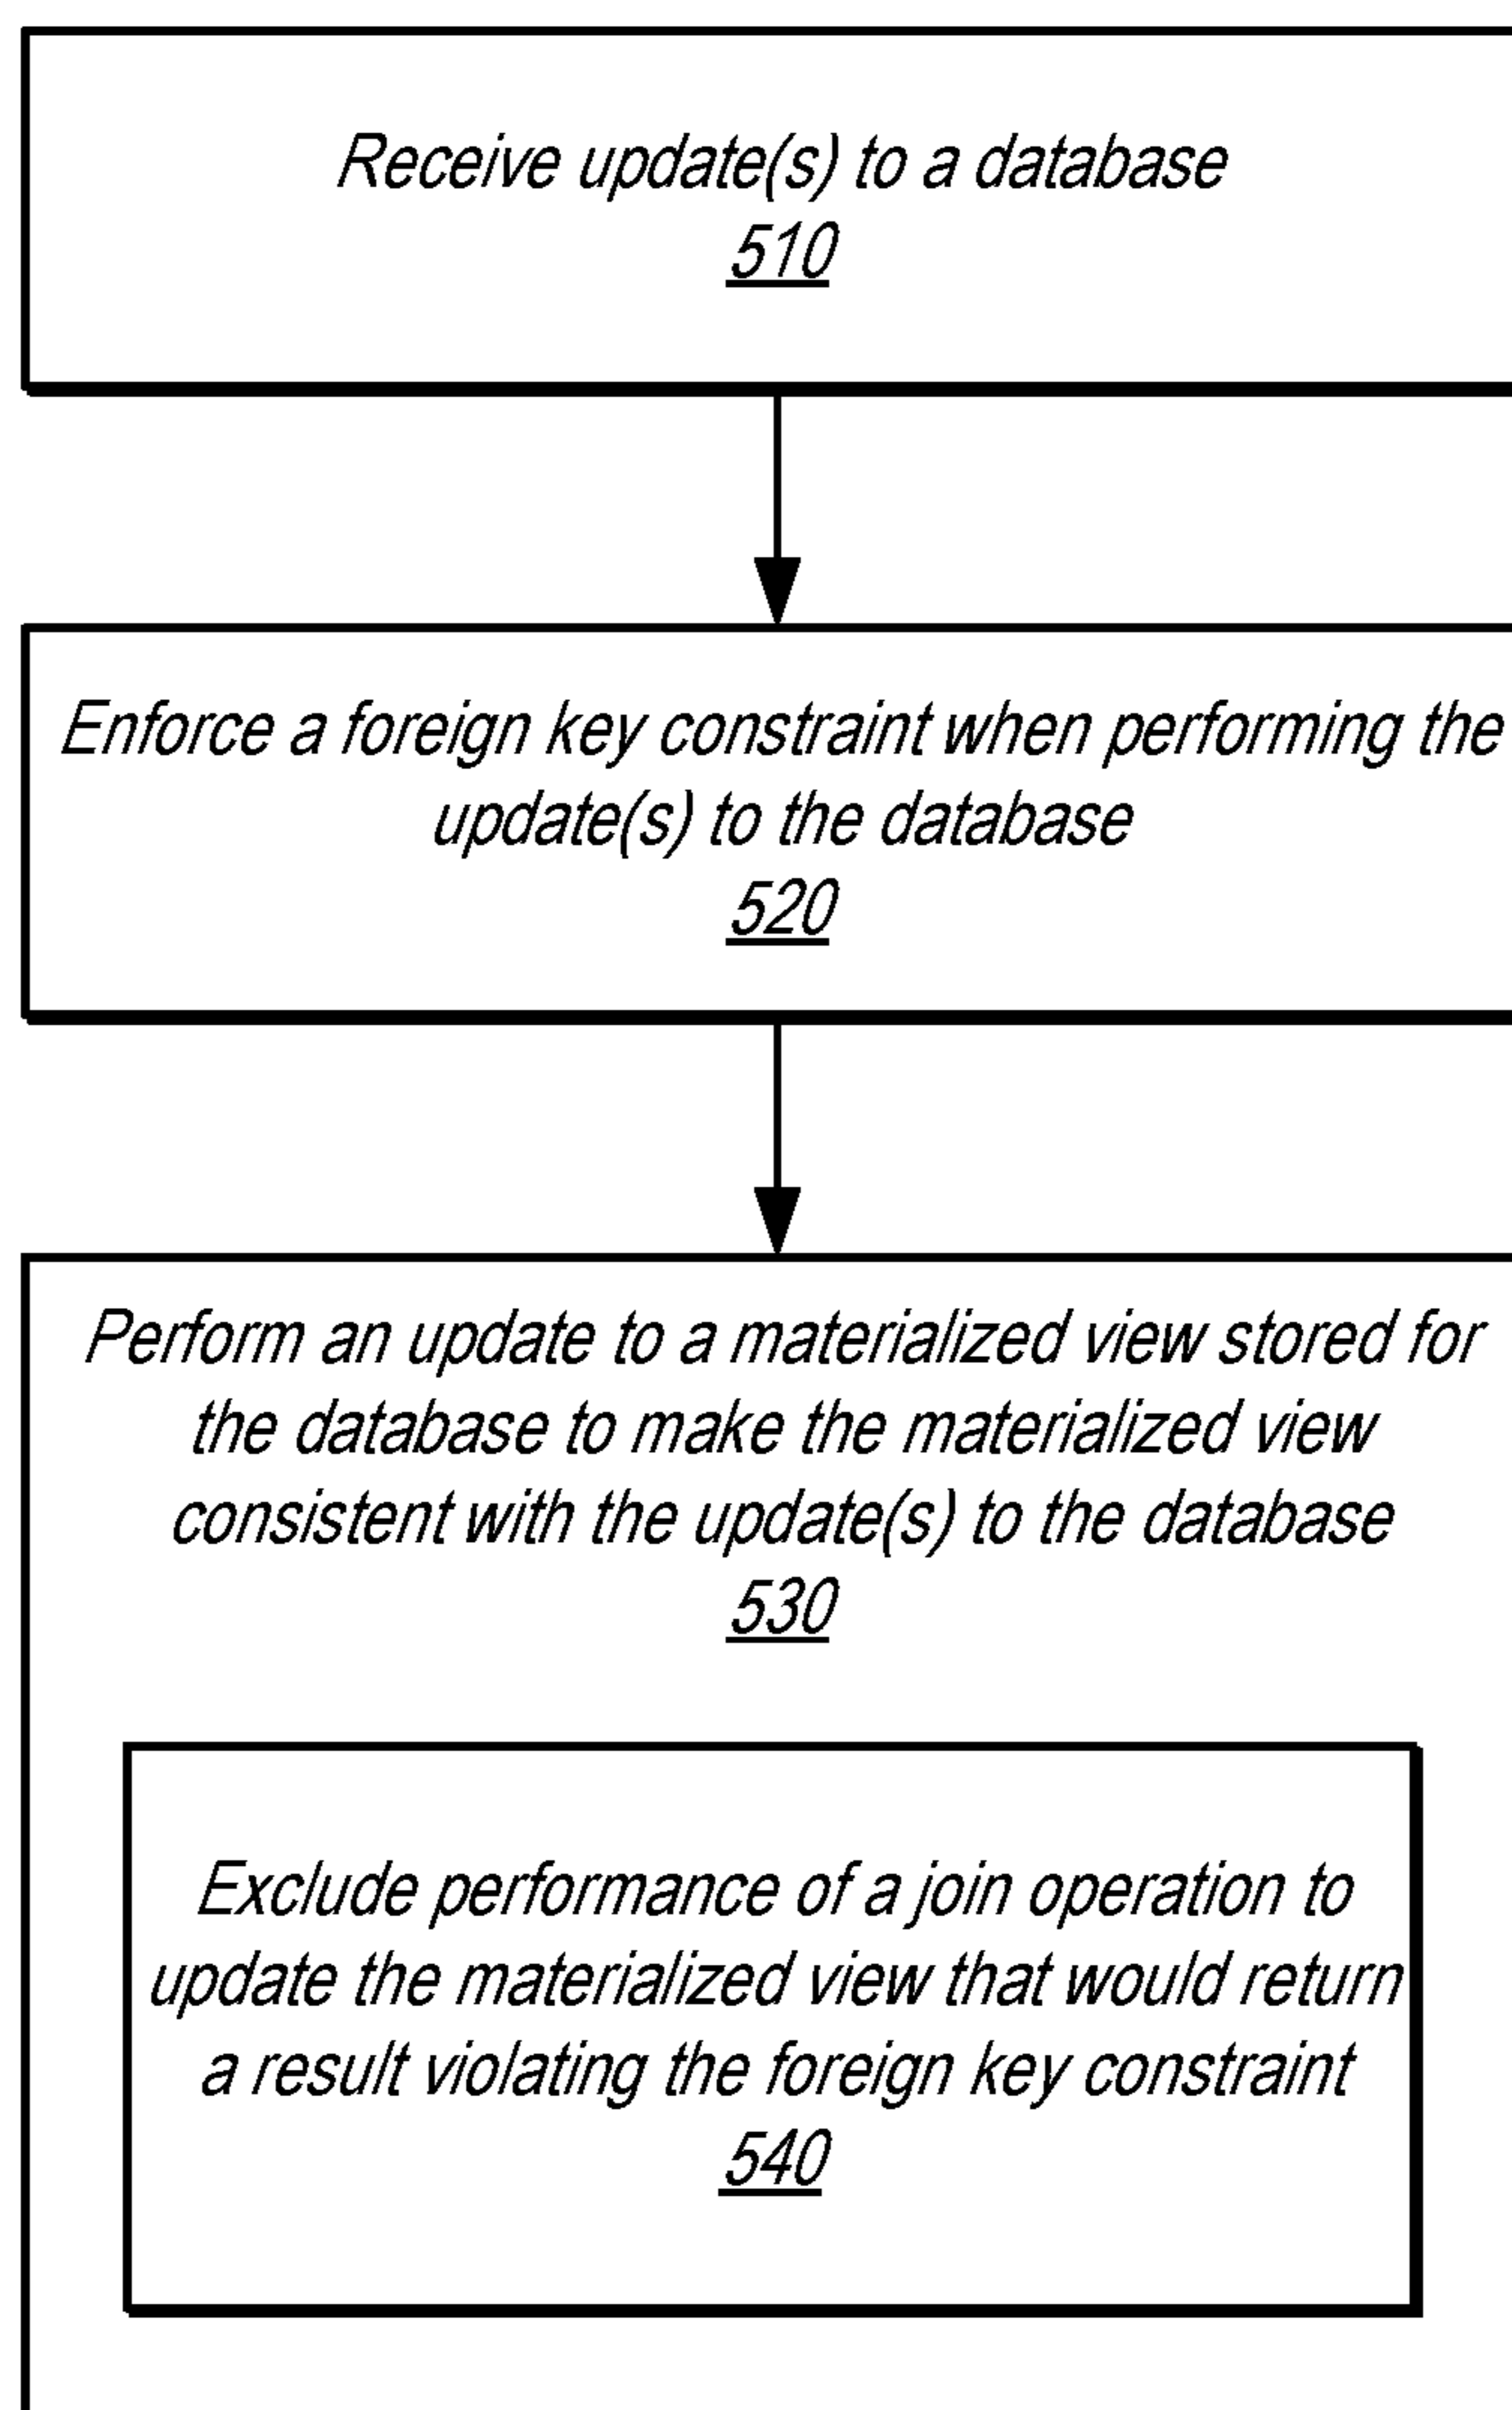 Receive update(s) to a database
510
Enforce a foreign key constraint when performing the
update(s) to the database
520
Perform an update to a materialized view stored for
the database to make the materialized view
consistent with the update(s) to the database
530
Exclude performance of a join operation to
update the materialized view that would return
a result violating the foreign key constraint
540